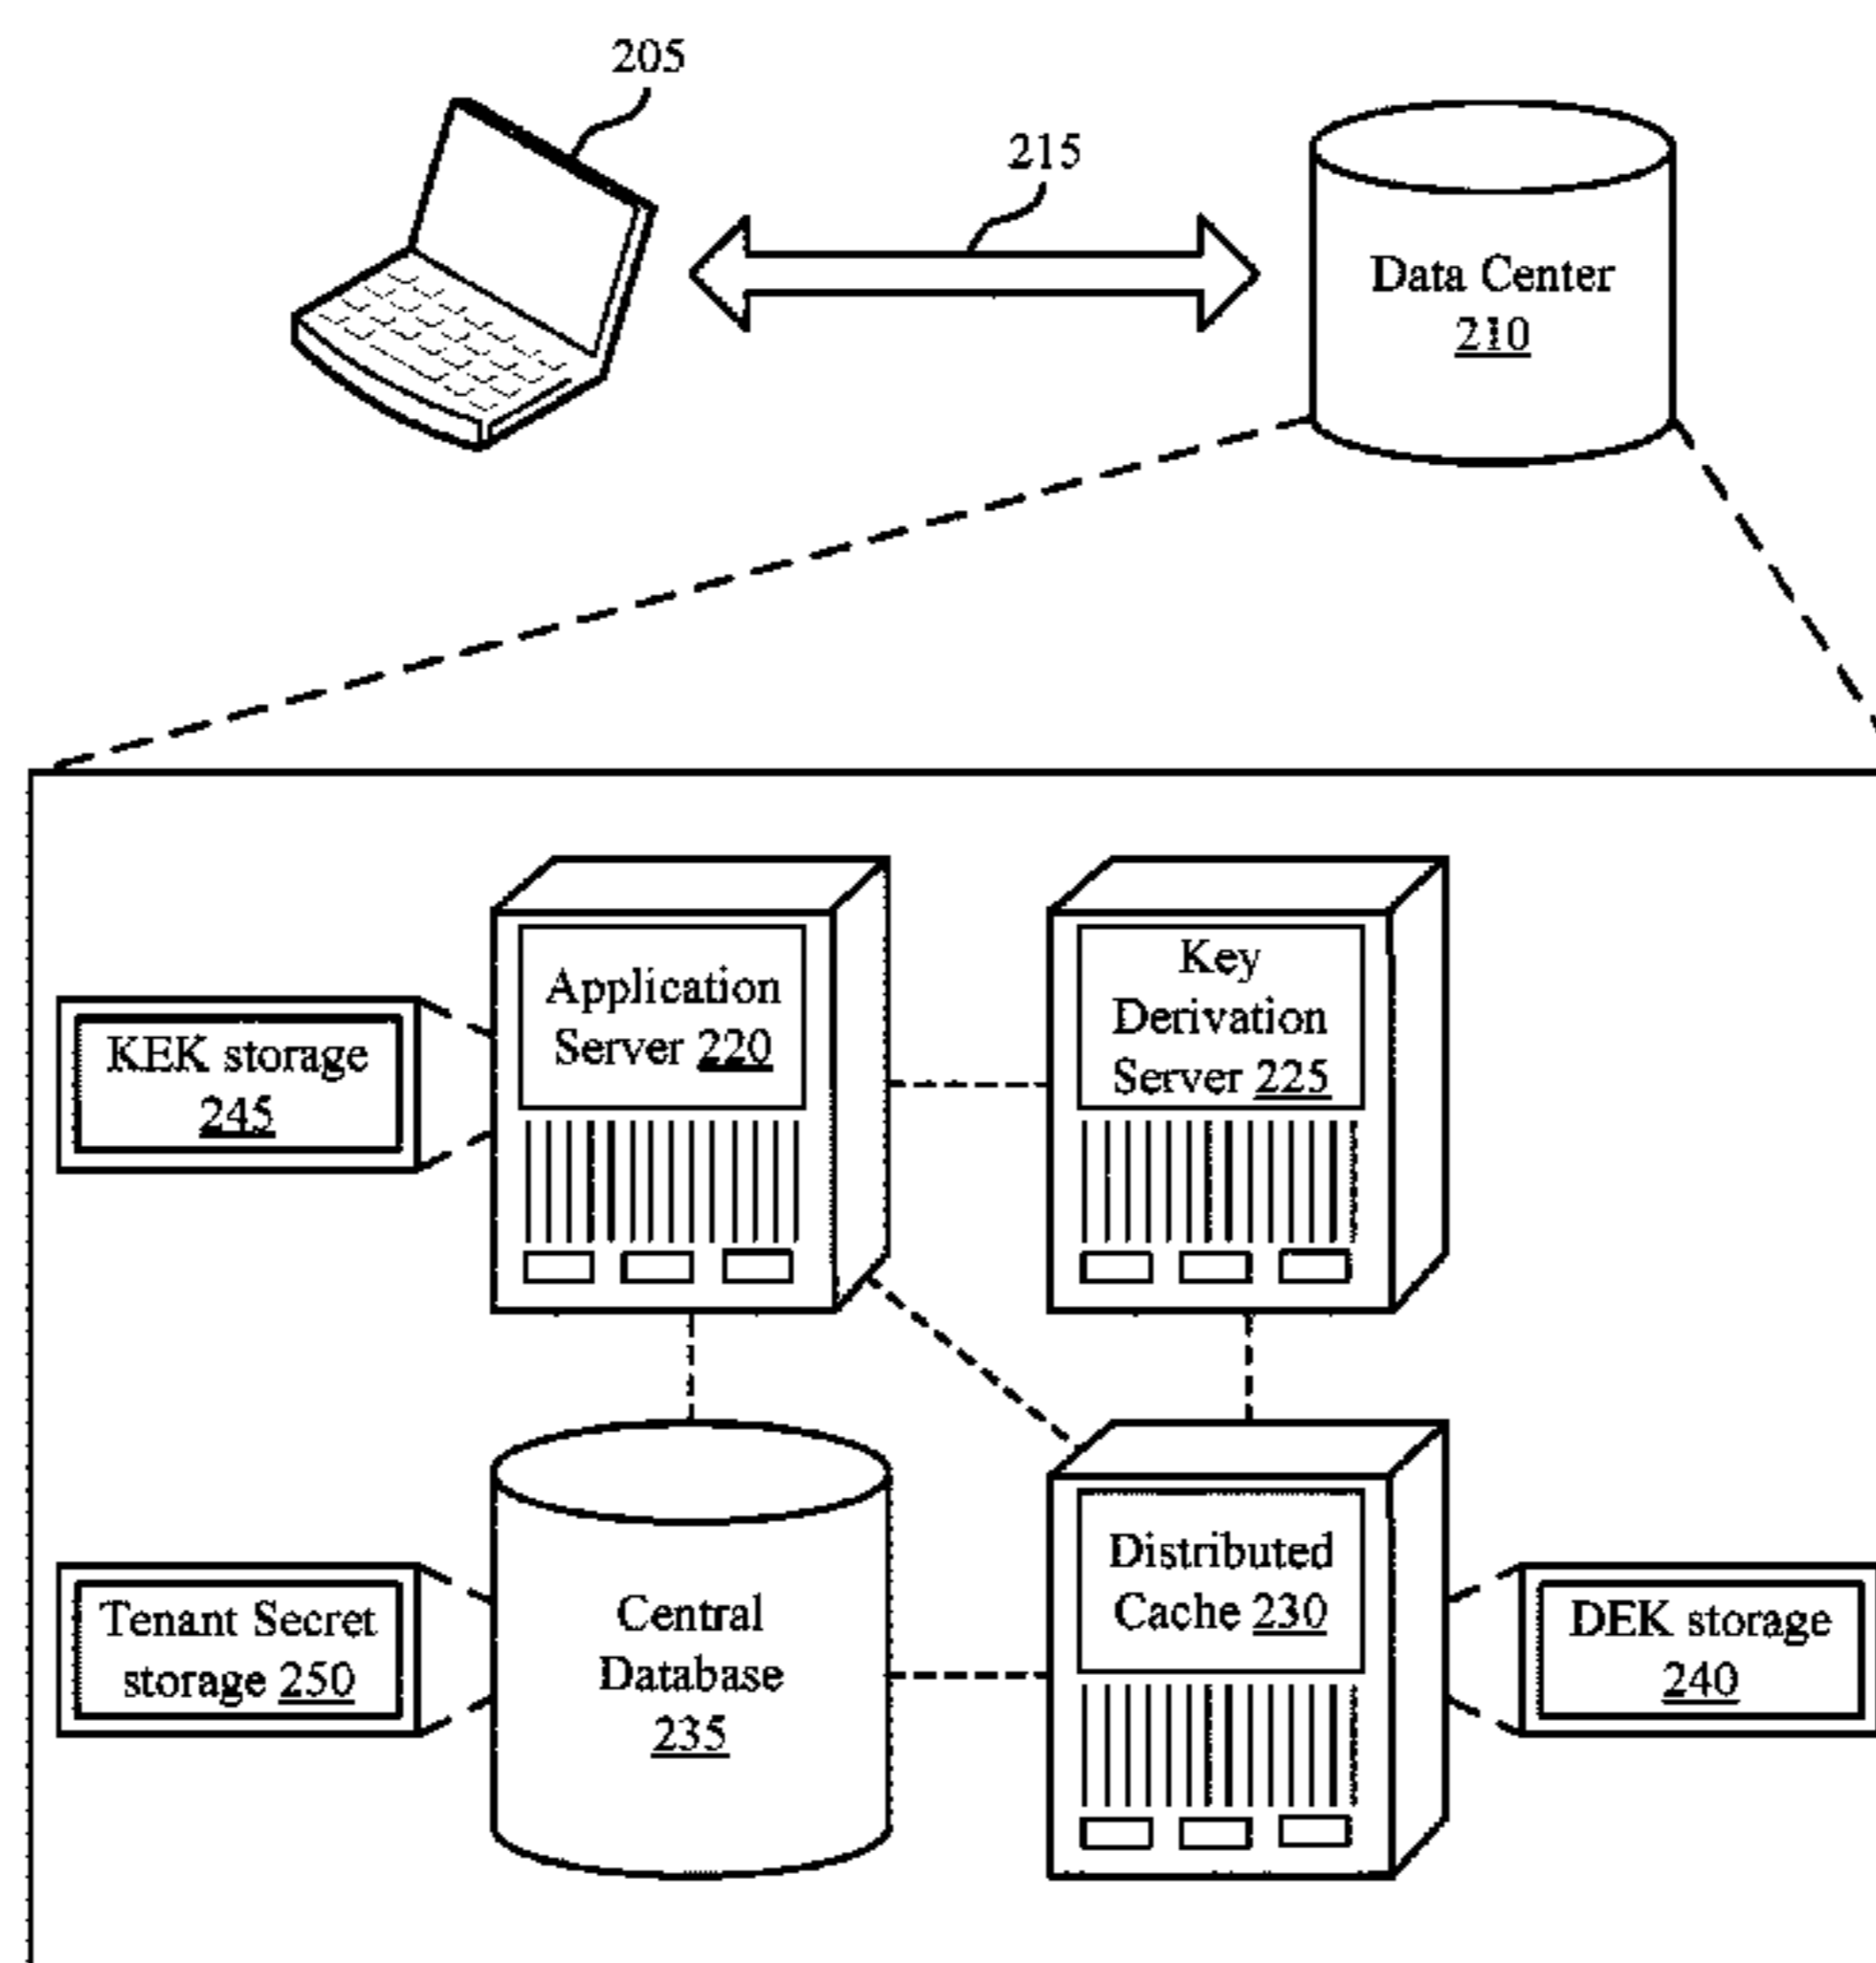 205
215
Data Center
210
Application
Server 220
Key
Derivation
Server 225
KEK storage
245
Distributed
Cache 230
Tenant Secret
storage 250
Central
Database
235
DEK storage
240